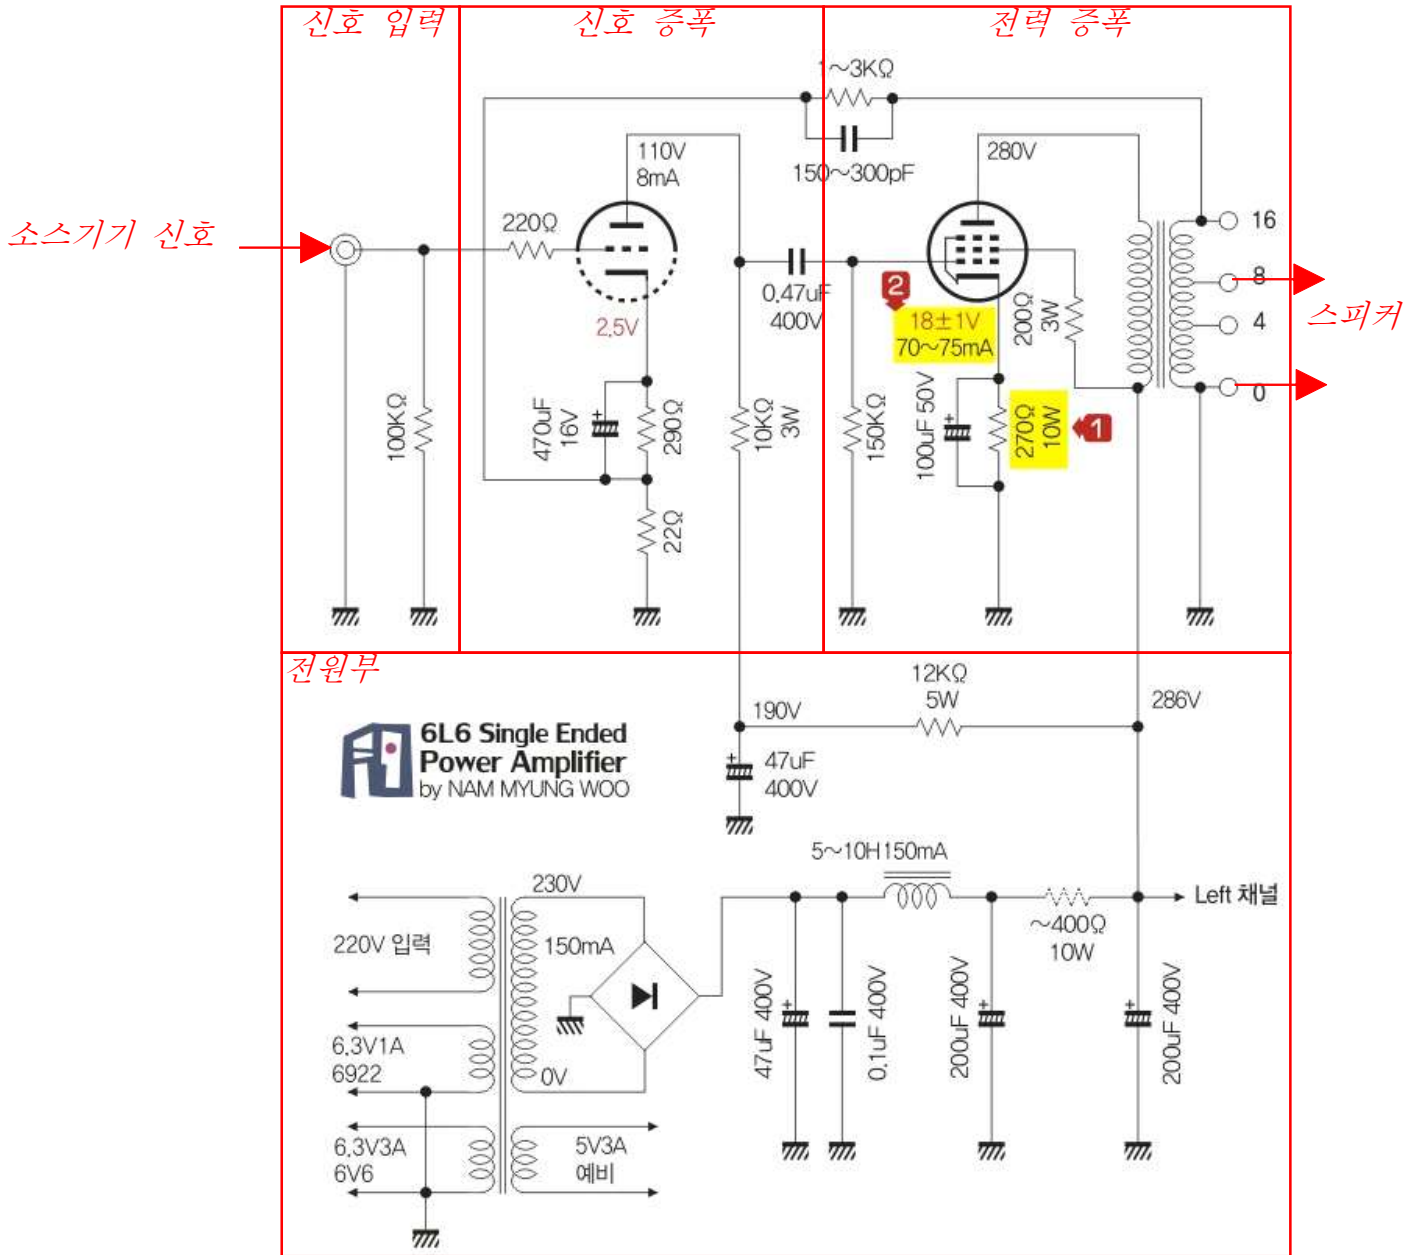 신호 입력
신호 증폭
전력 증폭
1~3KΩ
150~300pF
110V
8mA
280V
소스기기 신호
220Ω
16
8
4
0
스피커
0.47uF
400V
2
18±1V
70~75mA
200Ω
3W
2.5V
100KΩ
470uF
16V
290Ω
10KΩ
3W
150KΩ
100uF 50V
270Ω
10W
1
22Ω
전원부
12KΩ
5W
190V
286V
6L6 Single Ended
Power Amplifier
by NAM MYUNG WOO
47uF
400V
5~10H150mA
230V
150mA
220V 입력
Left 채널
~400Ω
10W
47uF 400V
0.1uF 400V
200uF 400V
200uF 400V
6.3V1A
6922
0V
6.3V3A
6V6
5V3A
예비